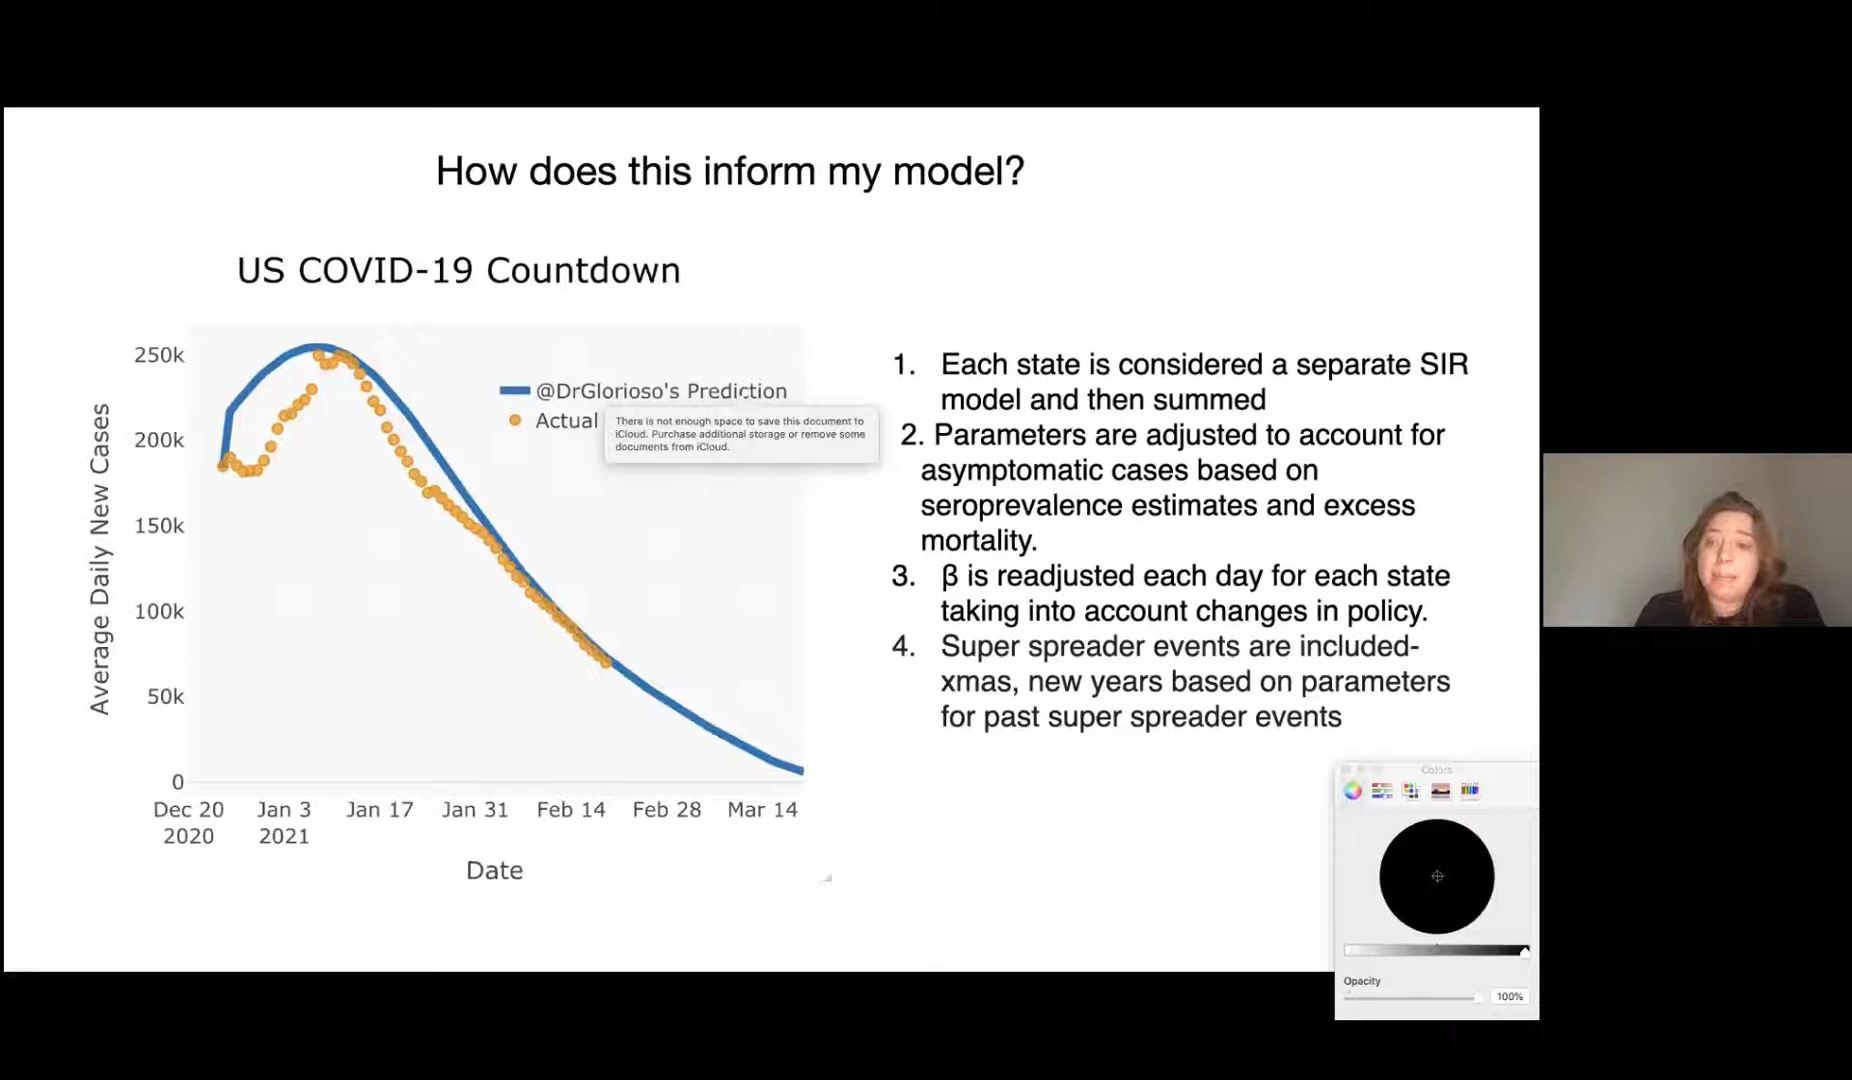 How does this inform my model?
US COVID-19 Countdown
Average Daily New Cases
250k
200k
150k
100k
50k
0
@DrGlorioso's Prediction
Actual
There is not enough space to save this document to
iCloud. Purchase additional storage or remove some
documents from iCloud.
Dec 20 Jan 3 Jan 17 Jan 31 Feb 14 Feb 28 Mar 14
2020 2021
Date
1. Each state is considered a separate SIR
model and then summed
2. Parameters are adjusted to account for
asymptomatic cases based on
seroprevalence estimates and excess
mortality.
3. β is readjusted each day for each state
taking into account changes in policy.
4. Super spreader events are included-
xmas, new years based on parameters
for past super spreader events
Colors
Opacity
100%